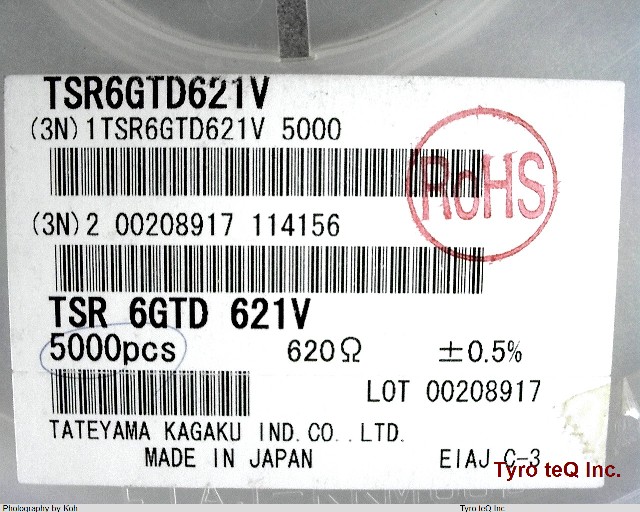 TSR6GTD621V
(3N)1TSR6GTD621V 5000
RoHS
(3N)2 00208917 114156
TSR 6GTD 621V
5000pcs 620Ω ±0.5%
LOT 00208917
TATEYAMA KAGAKU IND.CO.,LTD.
MADE IN JAPAN EIAJ C-3
Tyro teQ Inc.
Photography by Koh Tyro teQ Inc